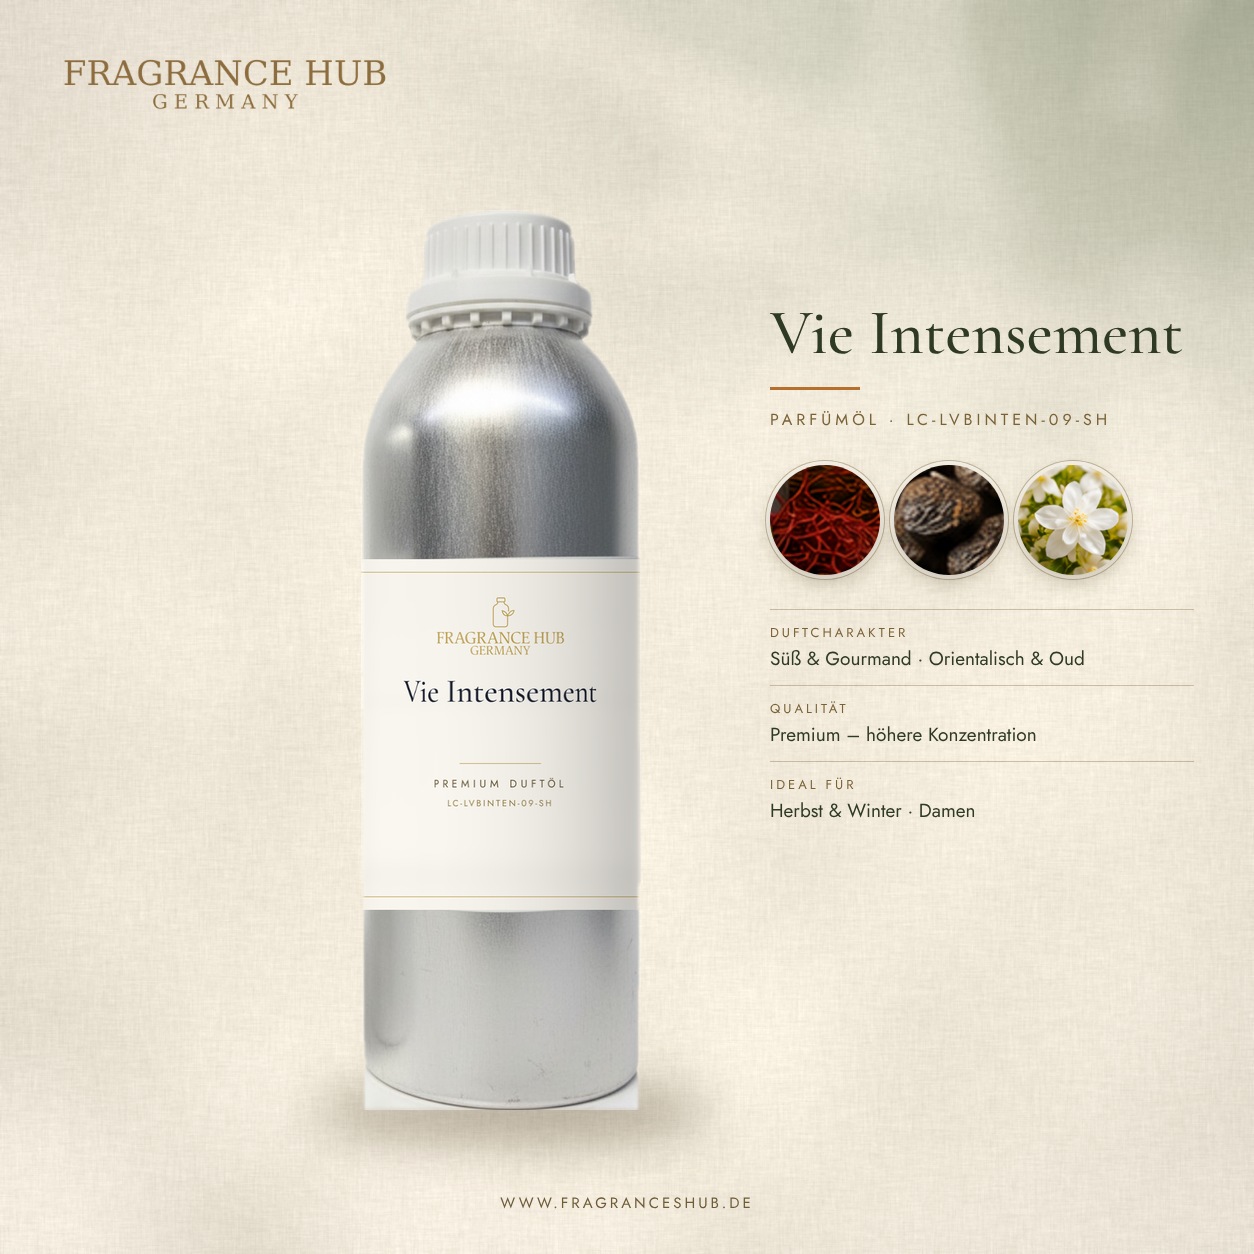 FRAGRANCE HUB
GERMANY
Vie Intensement
PARFÜMÖL · LC-LVBINTEN-09-SH
DUFTCHARAKTER
Süß & Gourmand · Orientalisch & Oud
QUALITÄT
Premium – höhere Konzentration
IDEAL FÜR
Herbst & Winter · Damen
FRAGRANCE HUB
GERMANY
Vie Intensement
PREMIUM DUFTÖL
LC-LVBINTEN-09-SH
WWW.FRAGRANCESHUB.DE